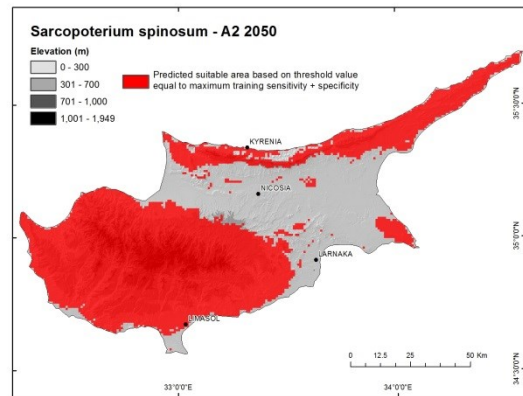 Sarcopoterium spinosum - A2 2050
Elevation (m)
0 - 300
301 - 700
701 - 1,000
1,001 - 1,949
Predicted suitable area based on threshold value
equal to maximum training sensitivity + specificity
KYRENIA
NICOSIA
LARNAKA
LIMASOL
35°30'0"N
35°0'0"N
34°30'0"N
0 12.5 25 50 Km
33°0'0"E 34°0'0"E